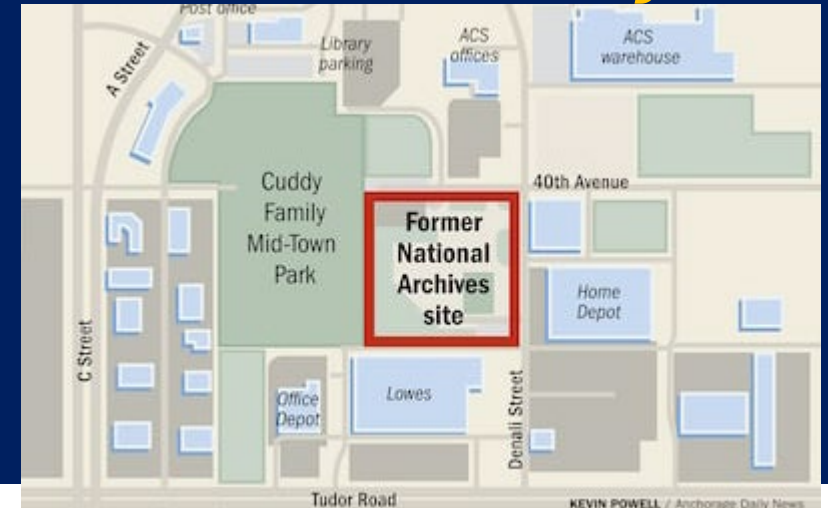 Post office
A Street
Library
parking
ACS
offices
ACS
warehouse
Cuddy
Family
Mid-Town
Park
40th Avenue
Former
National
Archives
site
Home
Depot
C Street
Office
Depot
Lowes
Denali Street
Tudor Road
KEVIN POWELL / Anchorage Daily News